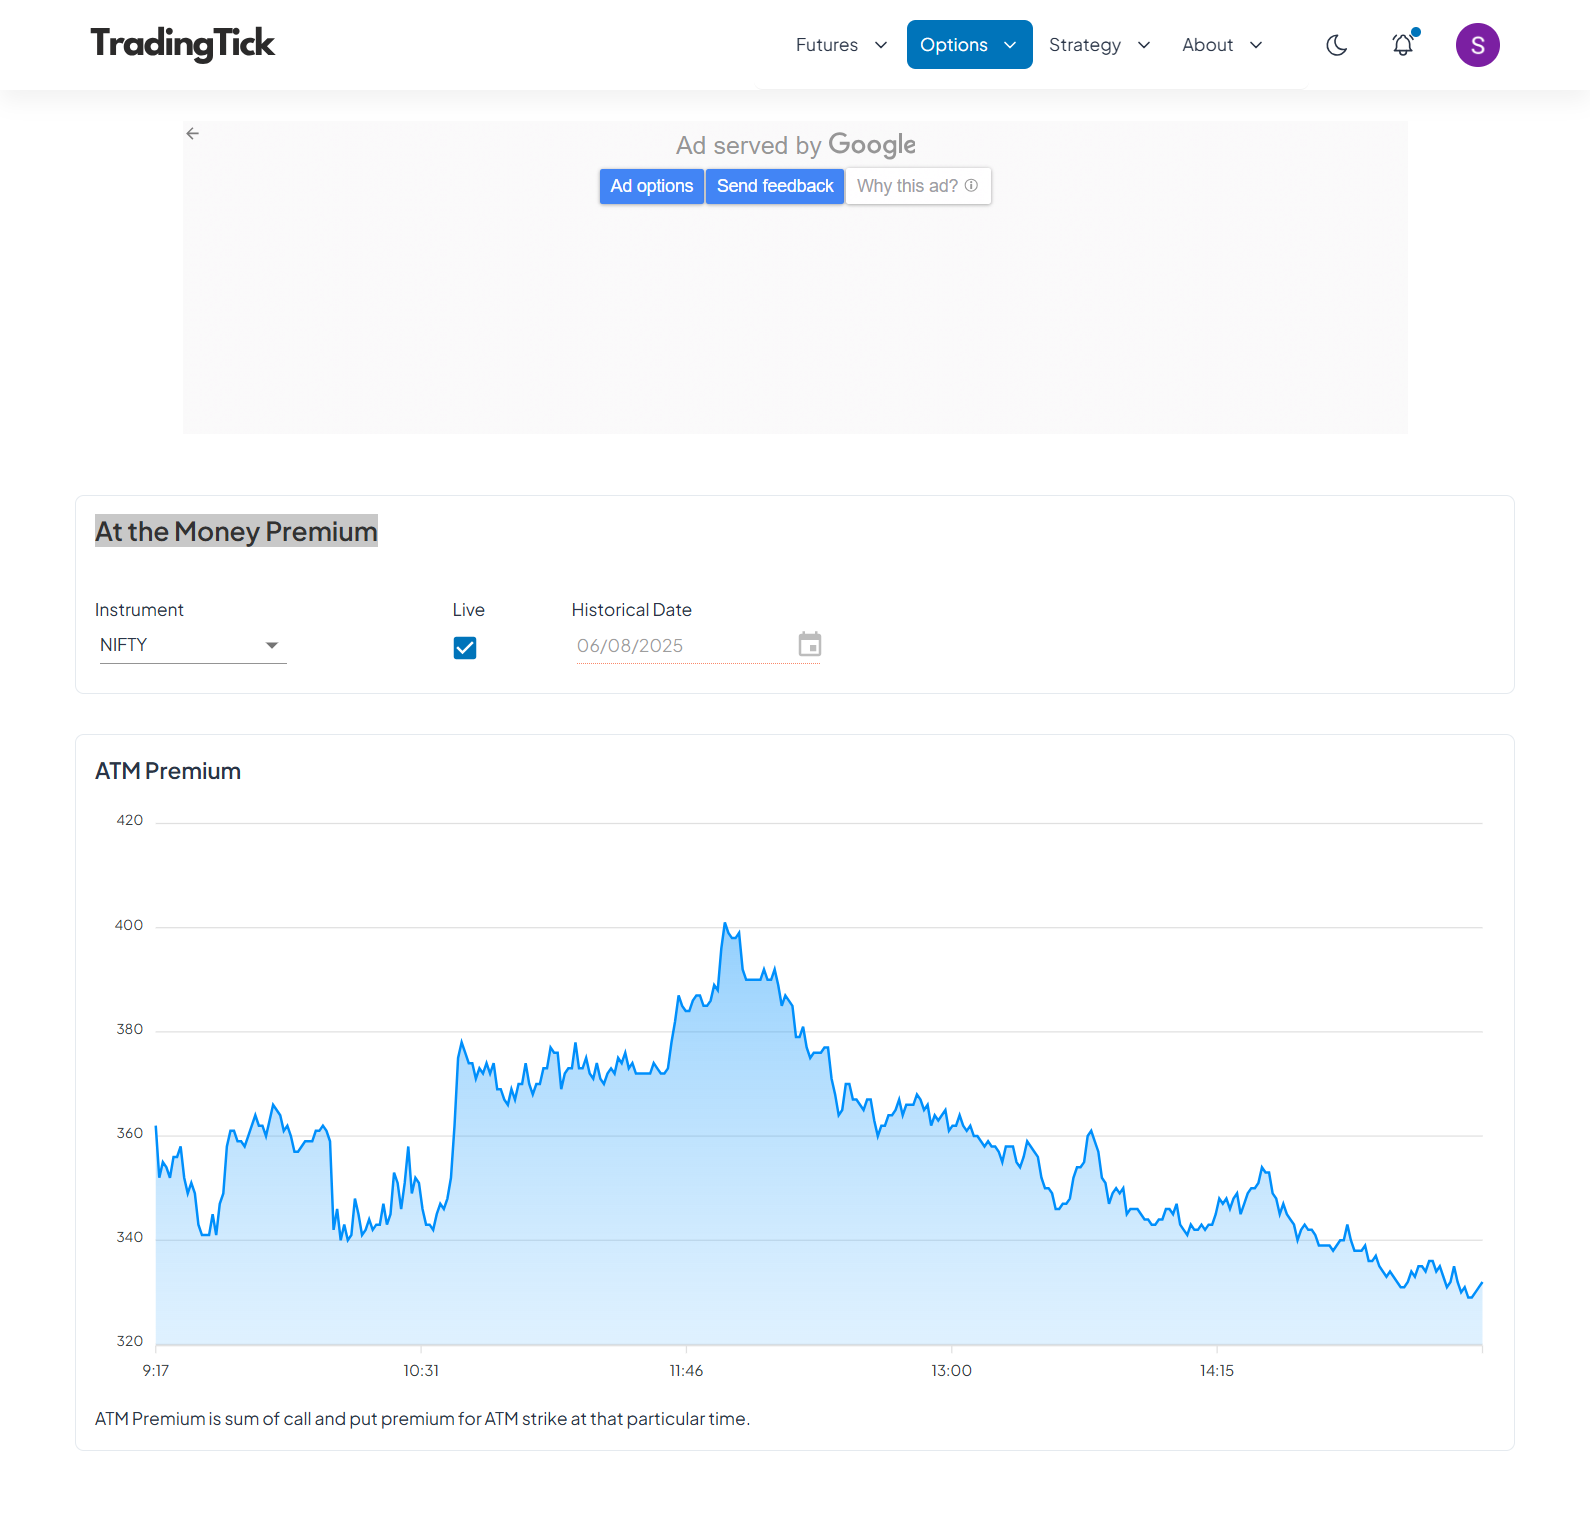 TradingTick
Futures
Options
Strategy
About
S
Ad served by Google
Ad options
Send feedback
Why this ad?
At the Money Premium
Instrument
Live
Historical Date
NIFTY
06/08/2025
ATM Premium
420
400
380
360
340
320
9:17
10:31
11:46
13:00
14:15
ATM Premium is sum of call and put premium for ATM strike at that particular time.